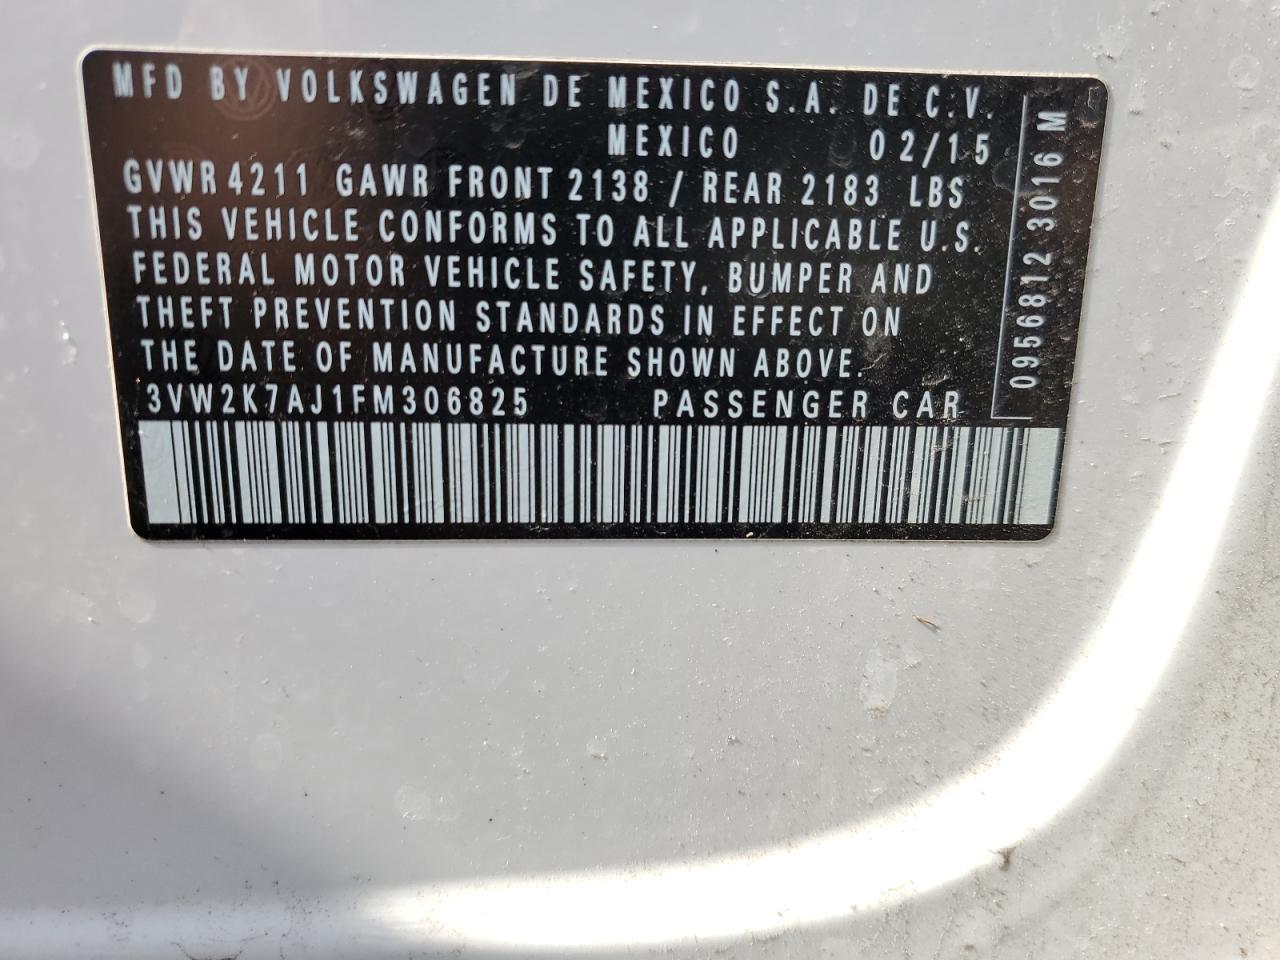 MFD BY VOLKSWAGEN DE MEXICO S.A. DE C.V.
MEXICO 02/15
GVWR 4211 GAWR FRONT 2138 / REAR 2183 LBS
THIS VEHICLE CONFORMS TO ALL APPLICABLE U.S.
FEDERAL MOTOR VEHICLE SAFETY, BUMPER AND
THEFT PREVENTION STANDARDS IN EFFECT ON
THE DATE OF MANUFACTURE SHOWN ABOVE.
3VW2K7AJ1FM306825 PASSENGER CAR
0956812 3016 M